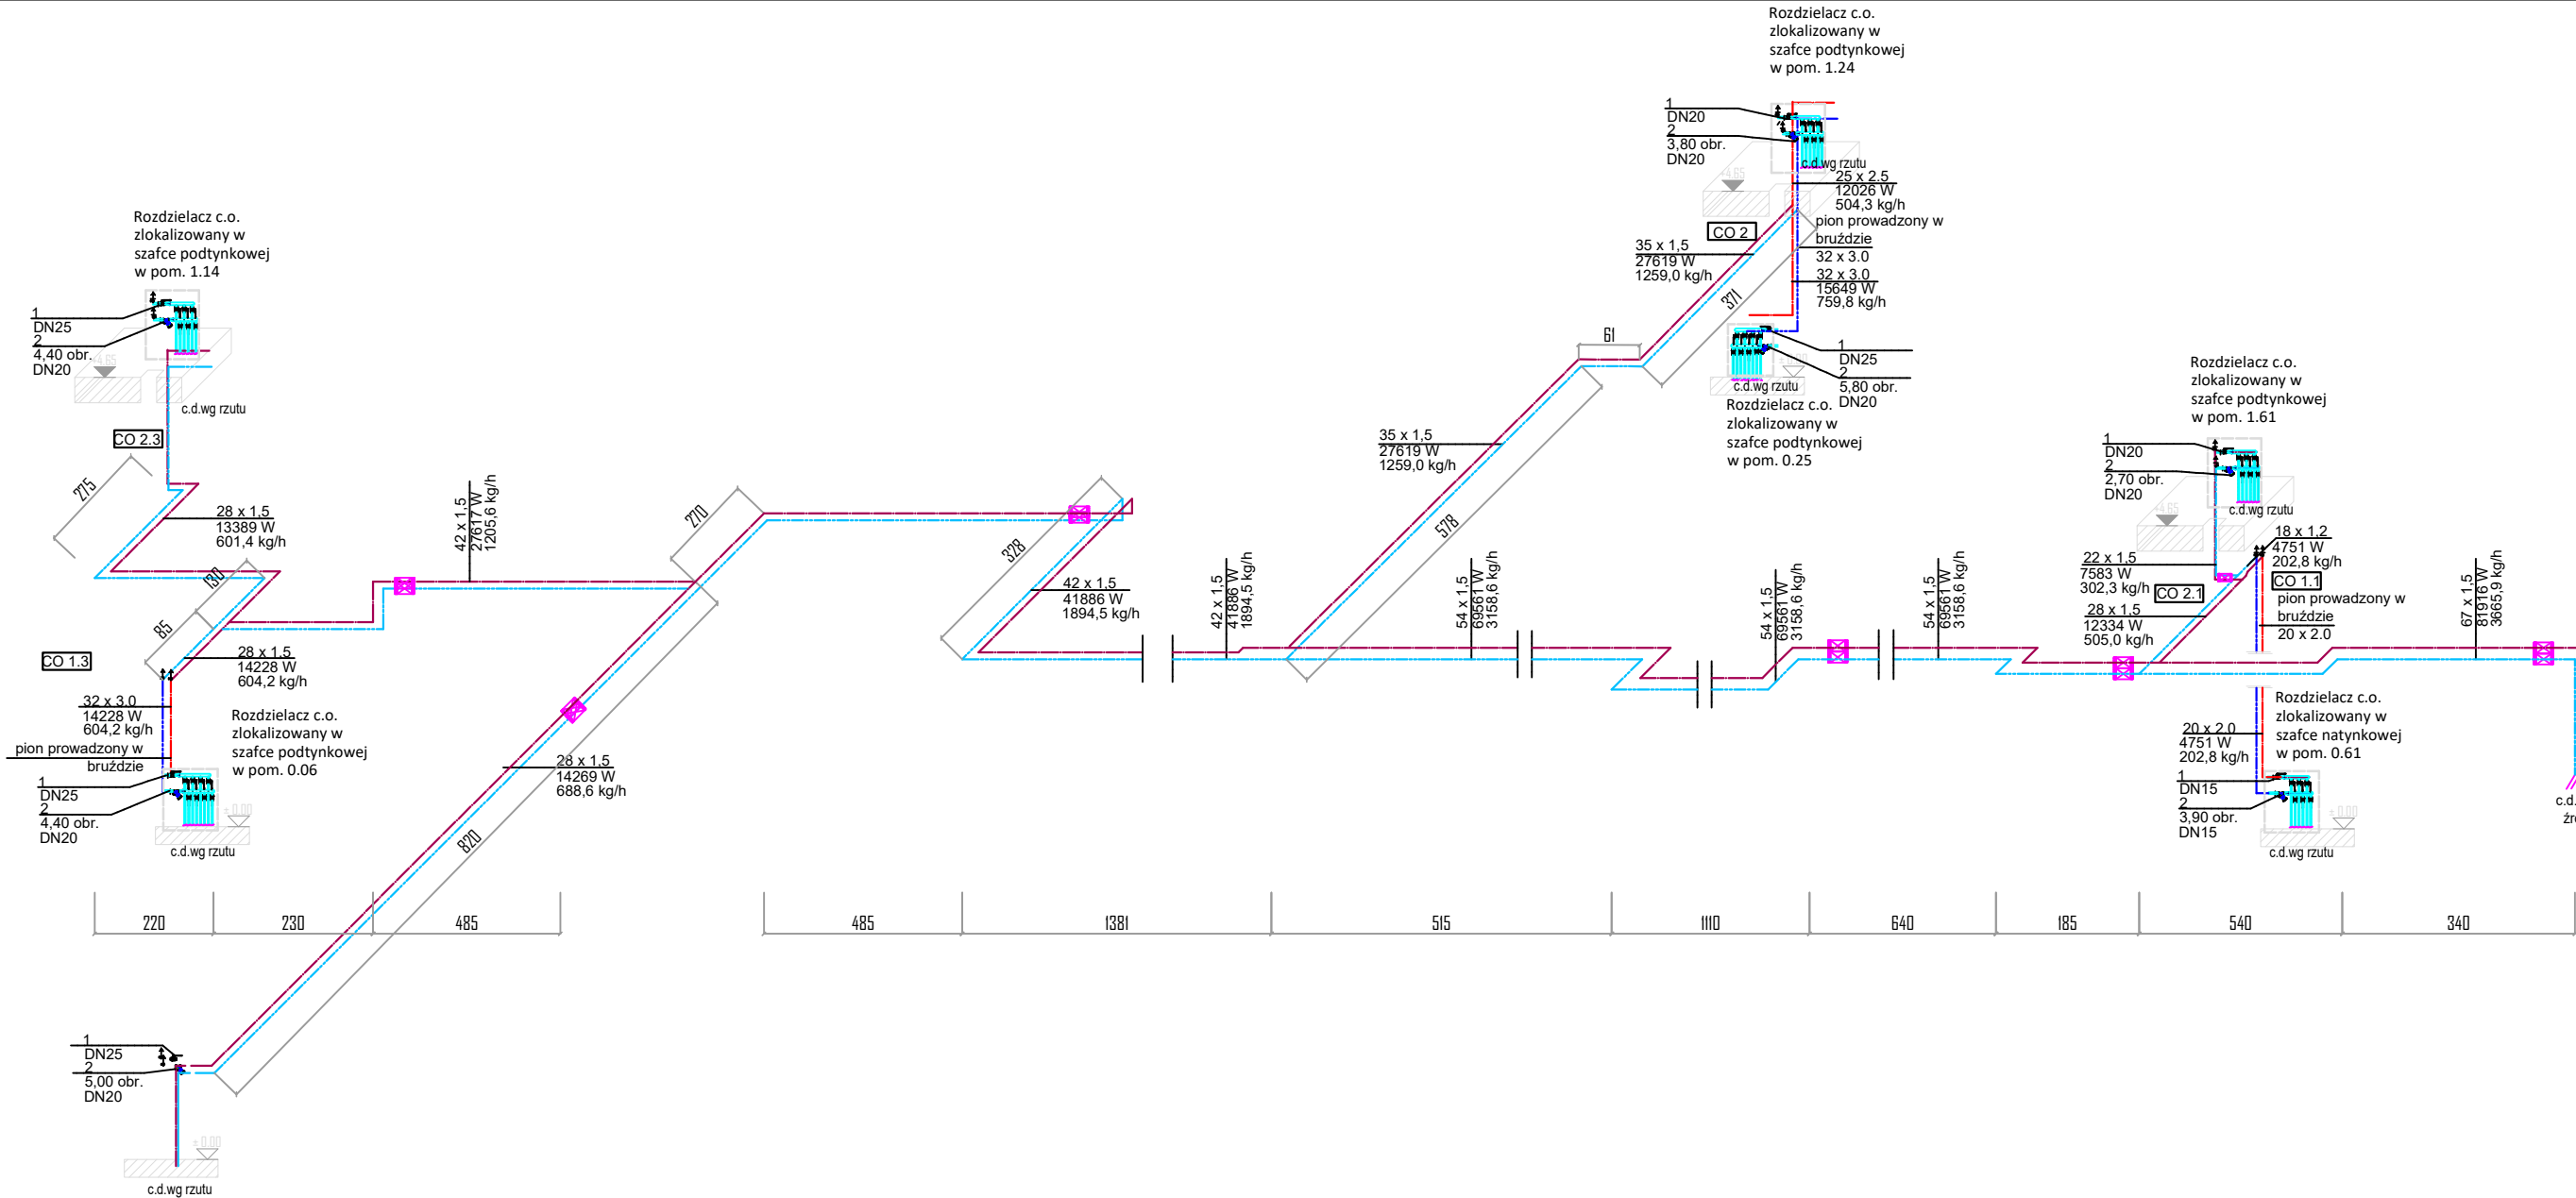 Rozdzielacz c.o.
zlokalizowany w
szafce podtynkowej
w pom. 1.24
1
DN20
2
3,80 obr.
DN20
c.d.wg rzutu
+4.65
25 x 2.5
12026 W
504,3 kg/h
pion prowadzony w
bruździe
32 x 3.0
32 x 3.0
15649 W
759,8 kg/h
CO 2
35 x 1,5
27619 W
1259,0 kg/h
371
61
1
DN25
2
5,80 obr.
DN20
± 0.00
c.d.wg rzutu
Rozdzielacz c.o.
zlokalizowany w
szafce podtynkowej
w pom. 0.25
Rozdzielacz c.o.
zlokalizowany w
szafce podtynkowej
w pom. 1.14
1
DN25
2
4,40 obr.
DN20
+4.65
c.d.wg rzutu
CO 2.3
275
28 x 1,5
13389 W
601,4 kg/h
130
85
42 x 1,5
27617 W
1205,6 kg/h
270
CO 1.3
28 x 1,5
14228 W
604,2 kg/h
32 x 3.0
14228 W
604,2 kg/h
pion prowadzony w
bruździe
Rozdzielacz c.o.
zlokalizowany w
szafce podtynkowej
w pom. 0.06
1
DN25
2
4,40 obr.
DN20
± 0.00
c.d.wg rzutu
28 x 1,5
14269 W
688,6 kg/h
820
328
42 x 1.5
41886 W
1894,5 kg/h
42 x 1,5
41886 W
1894,5 kg/h
35 x 1,5
27619 W
1259,0 kg/h
578
54 x 1,5
69561 W
3158,6 kg/h
54 x 1,5
69561 W
3158,6 kg/h
54 x 1,5
69561 W
3158,6 kg/h
Rozdzielacz c.o.
zlokalizowany w
szafce podtynkowej
w pom. 1.61
1
DN20
2
2,70 obr.
DN20
+4.65
c.d.wg rzutu
18 x 1,2
4751 W
202,8 kg/h
CO 1.1
pion prowadzony w
bruździe
20 x 2.0
22 x 1,5
7583 W
302,3 kg/h
CO 2.1
28 x 1.5
12334 W
505,0 kg/h
67 x 1,5
81916 W
3665,9 kg/h
Rozdzielacz c.o.
zlokalizowany w
szafce natynkowej
w pom. 0.61
20 x 2.0
4751 W
202,8 kg/h
1
DN15
2
3,90 obr.
DN15
± 0.00
c.d.wg rzutu
c.d.
źr
220
230
485
485
1381
515
1110
640
185
540
340
1
DN25
2
5,00 obr.
DN20
± 0.00
c.d.wg rzutu